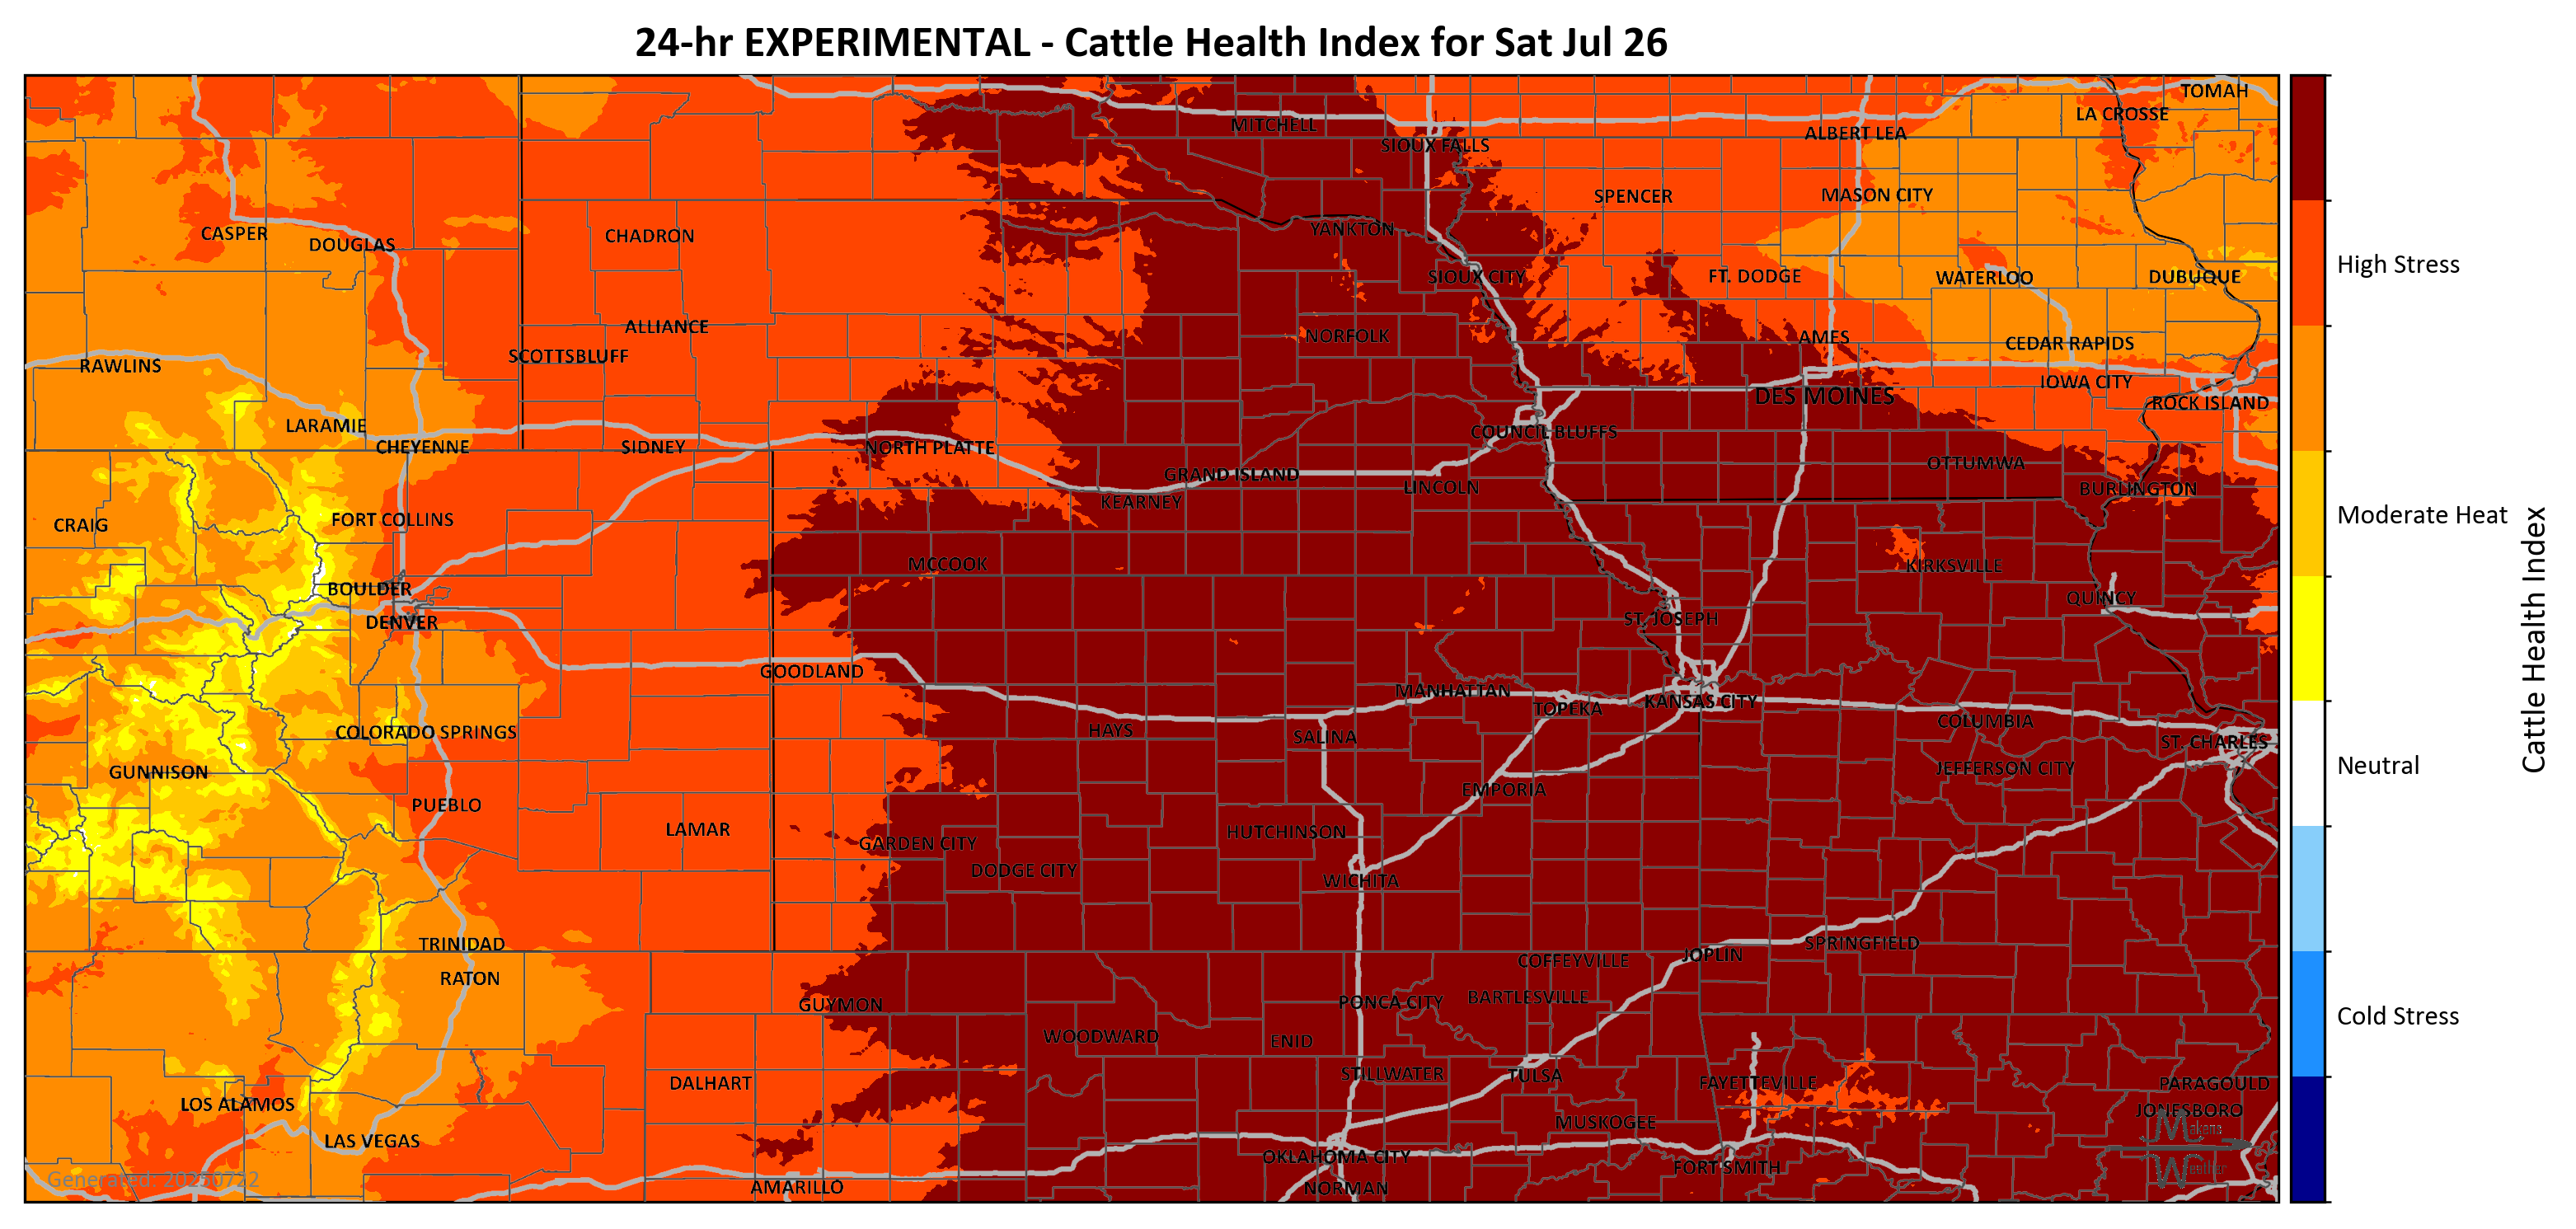 24-hr EXPERIMENTAL - Cattle Health Index for Sat Jul 26
TOMAH
LA CROSSE
MITCHELL
ALBERT LEA
SIOUX FALLS
SPENCER
MASON CITY
CASPER
DOUGLAS
CHADRON
YANKTON
SIOUX CITY
FT. DODGE
WATERLOO
DUBUQUE
High Stress
ALLIANCE
NORFOLK
AMES
CEDAR RAPIDS
SCOTTSBLUFF
RAWLINS
IOWA CITY
DES MOINES
ROCK ISLAND
LARAMIE
COUNCIL BLUFFS
CHEYENNE
SIDNEY
NORTH PLATTE
OTTUMWA
GRAND ISLAND
LINCOLN
BURLINGTON
KEARNEY
CRAIG
FORT COLLINS
Moderate Heat
MCCOOK
KIRKSVILLE
BOULDER
QUINCY
DENVER
ST. JOSEPH
Cattle Health Index
GOODLAND
MANHATTAN
TOPEKA
KANSAS CITY
COLUMBIA
COLORADO SPRINGS
HAYS
SALINA
ST. CHARLES
GUNNISON
JEFFERSON CITY
Neutral
EMPORIA
PUEBLO
LAMAR
HUTCHINSON
GARDEN CITY
DODGE CITY
WICHITA
TRINIDAD
SPRINGFIELD
JOPLIN
COFFEYVILLE
RATON
GUYMON
PONCA CITY
BARTLESVILLE
Cold Stress
WOODWARD
ENID
STILLWATER
TULSA
DALHART
FAYETTEVILLE
PARAGOULD
LOS ALAMOS
JONESBORO
MUSKOGEE
Makens
Weather
LAS VEGAS
OKLAHOMA CITY
FORT SMITH
Generated: 20250722
AMARILLO
NORMAN